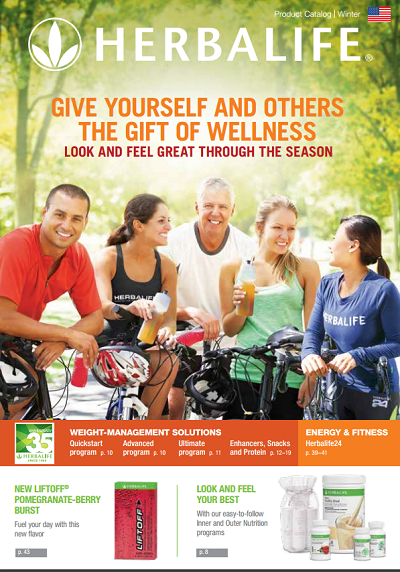 Product Catalog | Winter
HERBALIFE®
GIVE YOURSELF AND OTHERS
THE GIFT OF WELLNESS
LOOK AND FEEL GREAT THROUGH THE SEASON
HERBALIFE
HERBALIFE
35
HERBALIFE
WEIGHT-MANAGEMENT SOLUTIONS
Quickstart program p. 10
Advanced program p. 10
Ultimate program p. 11
Enhancers, Snacks and Protein p. 12–19
ENERGY & FITNESS
Herbalife24
p. 39–41
NEW LIFTOFF®
POMEGRANATE-BERRY
BURST
Fuel your day with this
new flavor
p. 43
LIFTOFF
LOOK AND FEEL
YOUR BEST
With our easy-to-follow
Inner and Outer Nutrition
programs
p. 8